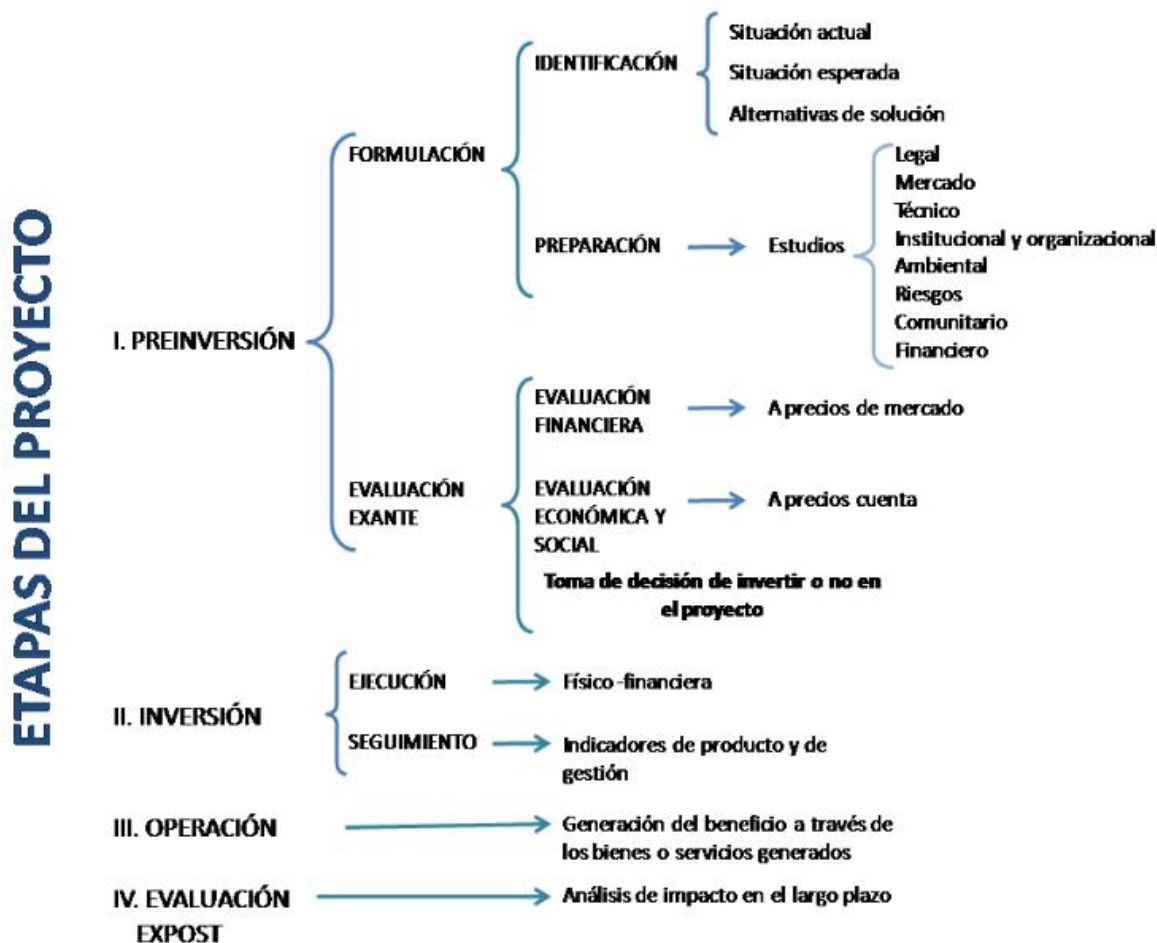 ETAPAS DEL PROYECTO
I. PREINVERSIÓN
FORMULACIÓN
IDENTIFICACIÓN
Situación actual
Situación esperada
Alternativas de solución
PREPARACIÓN
Estudios
Legal
Mercado
Técnico
Institucional y organizacional
Ambiental
Riesgos
Comunitario
Financiero
EVALUACIÓN
EXANTE
EVALUACIÓN
FINANCIERA
A precios de mercado
EVALUACIÓN
ECONÓMICA Y
SOCIAL
A precios cuenta
Toma de decisión de invertir o no en
el proyecto
II. INVERSIÓN
EJECUCIÓN
Físico -financiera
SEGUIMIENTO
Indicadores de producto y de
gestión
III. OPERACIÓN
Generación del beneficio a través de
los bienes o servicios generados
IV. EVALUACIÓN
EXPOST
Análisis de impacto en el largo plazo